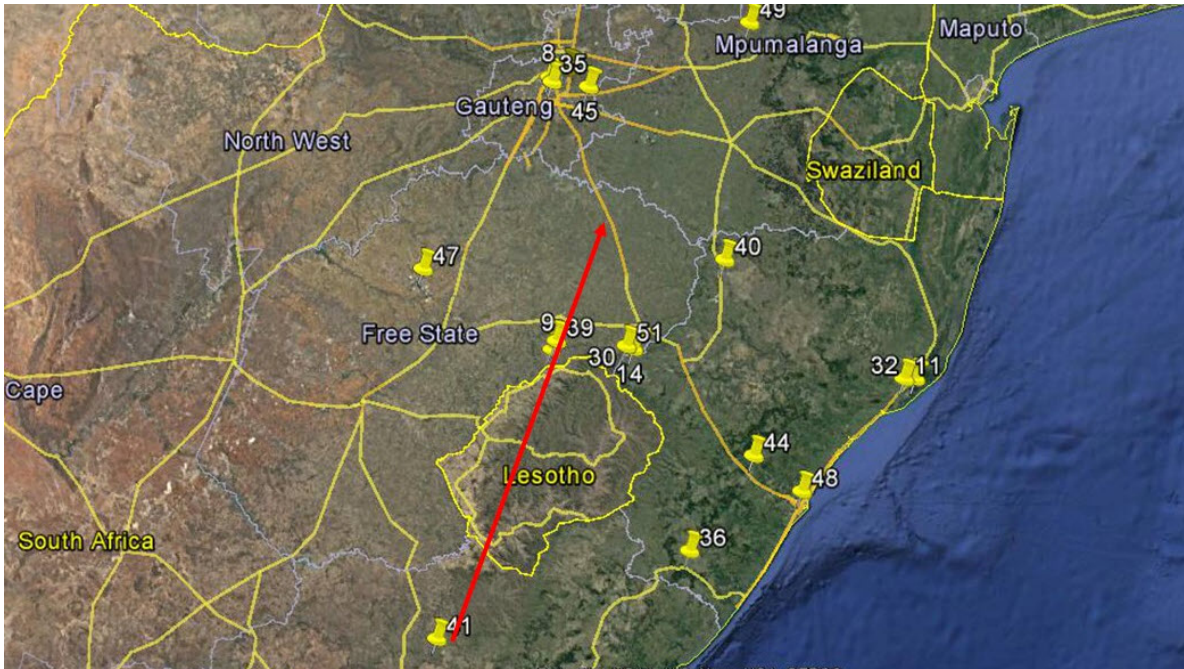 49
Mpumalanga
Maputo
8
35
Gauteng
45
North West
Swaziland
40
47
9
39
51
Free State
30
14
32
11
Cape
44
Lesotho
48
South Africa
36
41